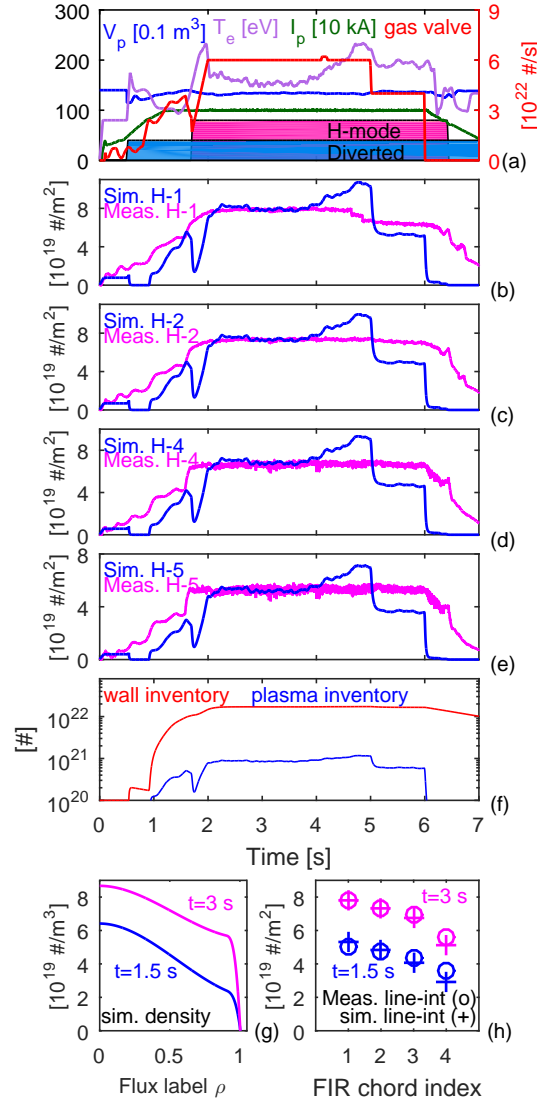 V_p [0.1 m^3] T_e [eV] I_p [10 kA] gas valve
300
200
100
0
6
3
0
[10^22 #/s]
H-mode
Diverted
(a)
Sim. H-1
Meas. H-1
8
4
0
[10^19 #/m^2]
(b)
Sim. H-2
Meas. H-2
8
4
0
[10^19 #/m^2]
(c)
Sim. H-4
Meas. H-4
8
4
0
[10^19 #/m^2]
(d)
Sim. H-5
Meas. H-5
8
4
0
[10^19 #/m^2]
(e)
wall inventory plasma inventory
10^22
10^21
10^20
[#]
(f)
0 1 2 3 4 5 6 7
Time [s]
8
6
4
2
0
[10^19 #/m^3]
t=3 s
t=1.5 s
sim. density
(g)
0 0.5 1
Flux label ρ
8
6
4
2
0
[10^19 #/m^2]
t=3 s
t=1.5 s
Meas. line-int (o)
sim. line-int (+)
(h)
1 2 3 4
FIR chord index